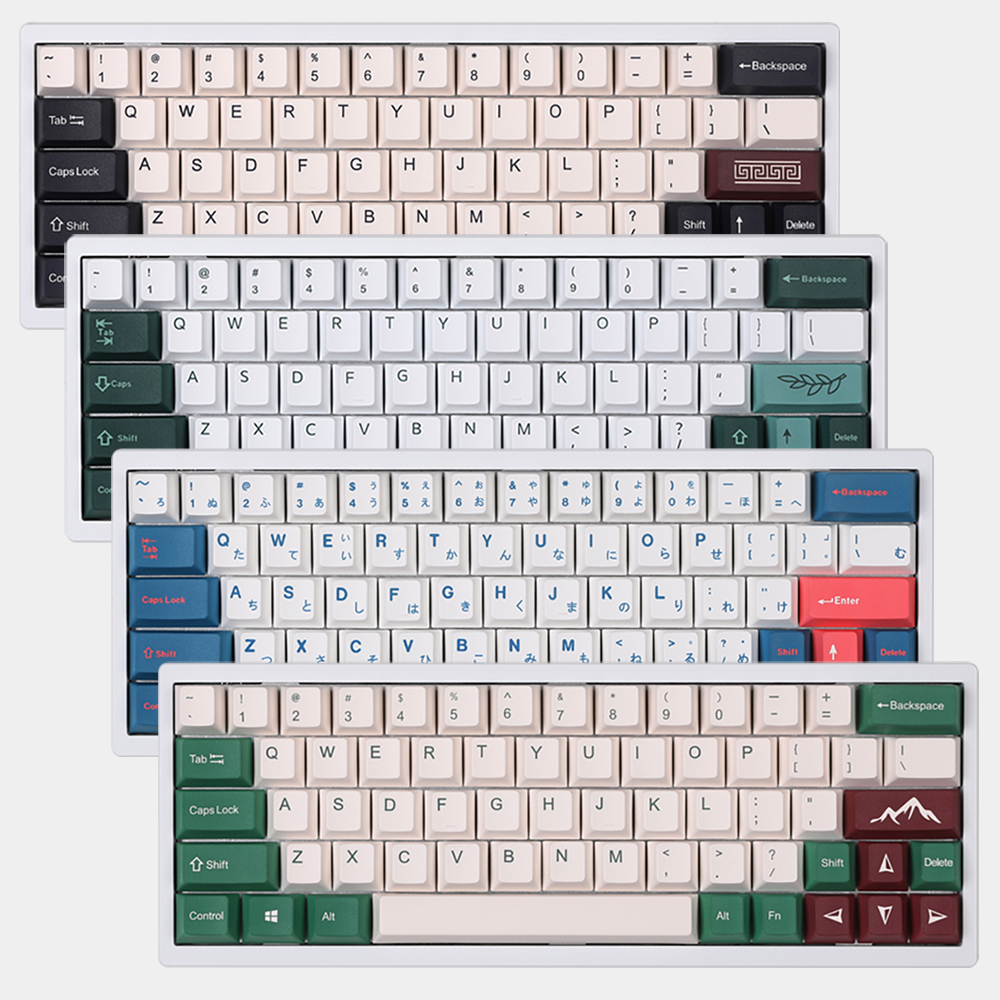 ~ ! @ # $ % ^ & * ( ) — +
` 1 2 3 4 5 6 7 8 9 0 - = ←Backspace
Tab Q W E R T Y U I O P { } |
[ ] \
Caps Lock A S D F G H J K L : "
; '
Shift Z X C V B N M < > ? Shift ↑ Delete
~ ! @ # $ % ^ & * ( ) — +
1 2 3 4 5 6 7 8 9 0 - = ←Backspace
Tab Q W E R T Y U I O P { } |
[ ] \
Caps A S D F G H J K L : "
; '
Shift Z X C V B N M < > ? ↑ Delete
, . /
~ ! @ # $ % ^ & * ( ) — +
` ろ 1 ぬ 2 ふ 3 あ 4 う 5 え 6 お 7 や 8 ゆ 9 よ 0 わ - ほ = へ ←Backspace
Tab Q た W て E い R す T か Y ん U な I に O ら P せ { [ } ] | \ む
Caps Lock A ち S と D し F は G き H く J ま K の L り : ; れ " ' け Enter
Shift Z つ X さ C そ V ひ B こ N み M も < , ね > . る ? / め Shift ↑ Delete
~ ! @ # $ % ^ & * ( ) — +
` 1 2 3 4 5 6 7 8 9 0 - = ←Backspace
Tab Q W E R T Y U I O P { } |
[ ] \
Caps Lock A S D F G H J K L : "
; '
Shift Z X C V B N M < > ? Shift Delete
, . /
Control Alt Alt Fn